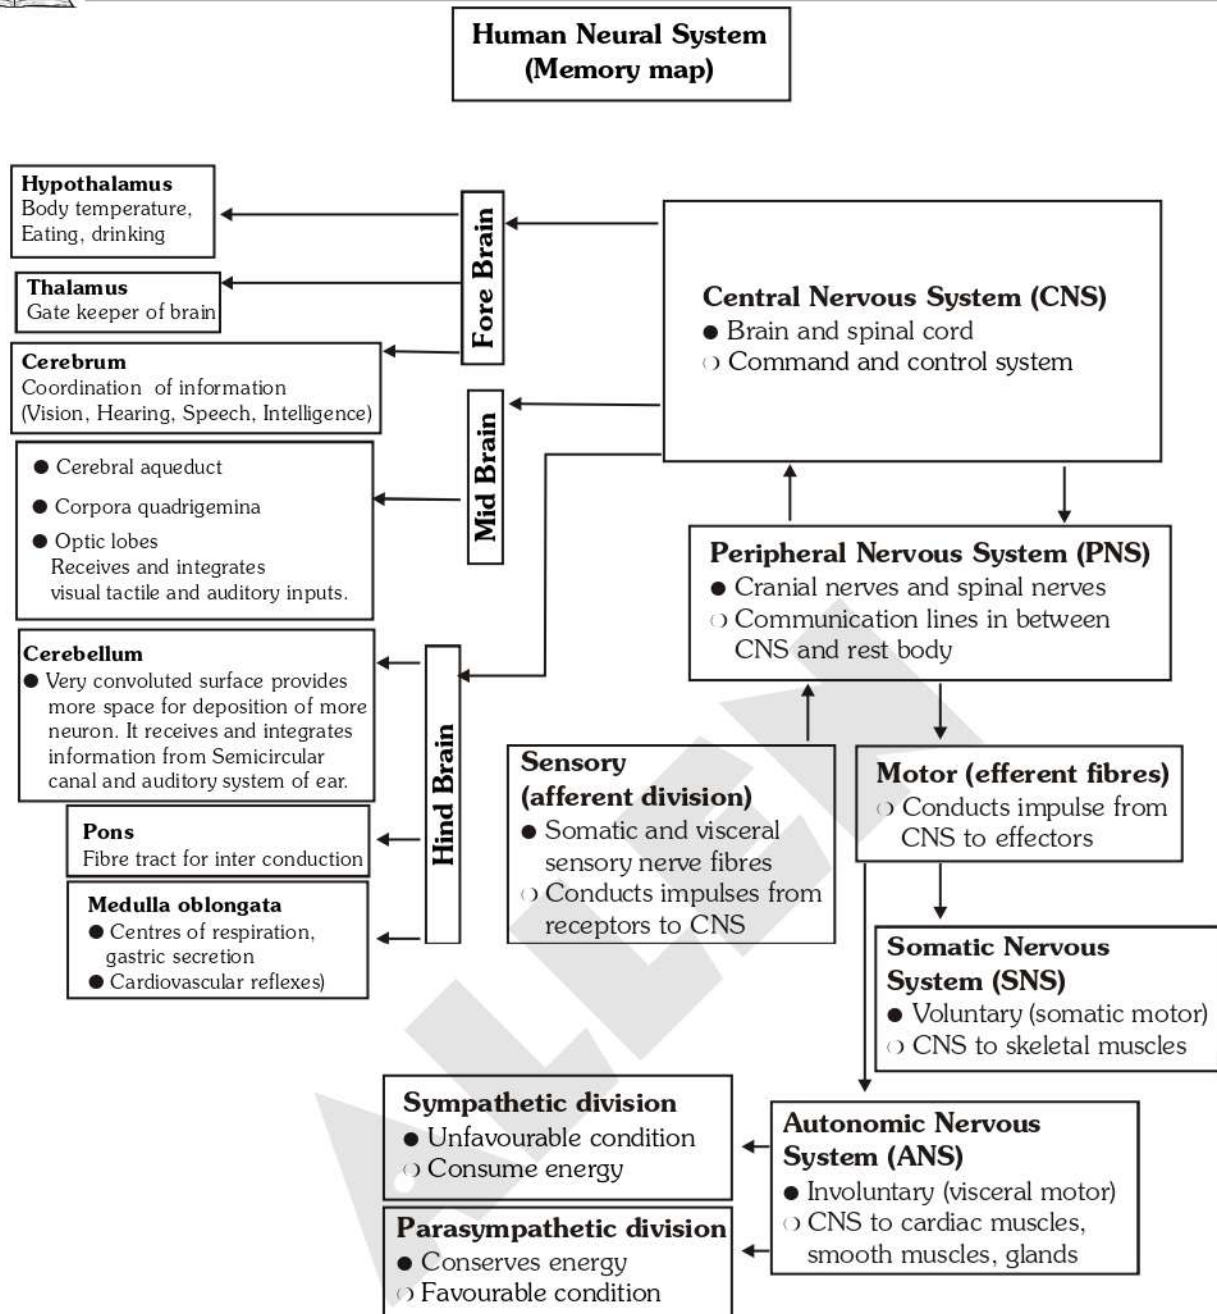 Human Neural System
(Memory map)
Hypothalamus
Body temperature,
Eating, drinking
Thalamus
Gate keeper of brain
Cerebrum
Coordination of information
(Vision, Hearing, Speech, Intelligence)
Fore Brain
● Cerebral aqueduct
● Corpora quadrigemina
● Optic lobes
Receives and integrates
visual tactile and auditory inputs.
Mid Brain
Cerebellum
● Very convoluted surface provides
more space for deposition of more
neuron. It receives and integrates
information from Semicircular
canal and auditory system of ear.
Pons
Fibre tract for inter conduction
Medulla oblongata
● Centres of respiration,
gastric secretion
● Cardiovascular reflexes)
Hind Brain
Central Nervous System (CNS)
● Brain and spinal cord
❍ Command and control system
Peripheral Nervous System (PNS)
● Cranial nerves and spinal nerves
❍ Communication lines in between
CNS and rest body
Sensory
(afferent division)
● Somatic and visceral
sensory nerve fibres
❍ Conducts impulses from
receptors to CNS
Motor (efferent fibres)
❍ Conducts impulse from
CNS to effectors
Somatic Nervous
System (SNS)
● Voluntary (somatic motor)
❍ CNS to skeletal muscles
Autonomic Nervous
System (ANS)
● Involuntary (visceral motor)
❍ CNS to cardiac muscles,
smooth muscles, glands
Sympathetic division
● Unfavourable condition
❍ Consume energy
Parasympathetic division
● Conserves energy
❍ Favourable condition
ALLEN